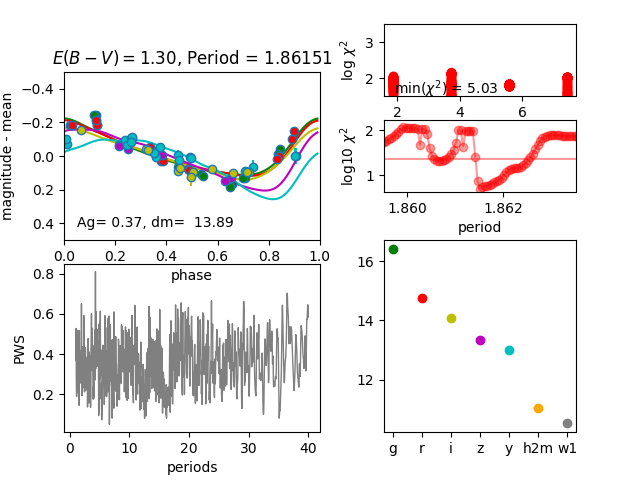 E(B − V) = 1.30, Period = 1.86151
magnitude - mean
−0.4
−0.2
0.0
0.2
0.4
Ag= 0.37, dm=  13.89
0.0 0.2 0.4 0.6 0.8 1.0
phase
log χ²
3
2
min(χ²) = 5.03
2 4 6
log10 χ²
2
1
1.860 1.862
period
PWS
0.8
0.6
0.4
0.2
0 10 20 30 40
periods
16
14
12
g r i z y h2m w1